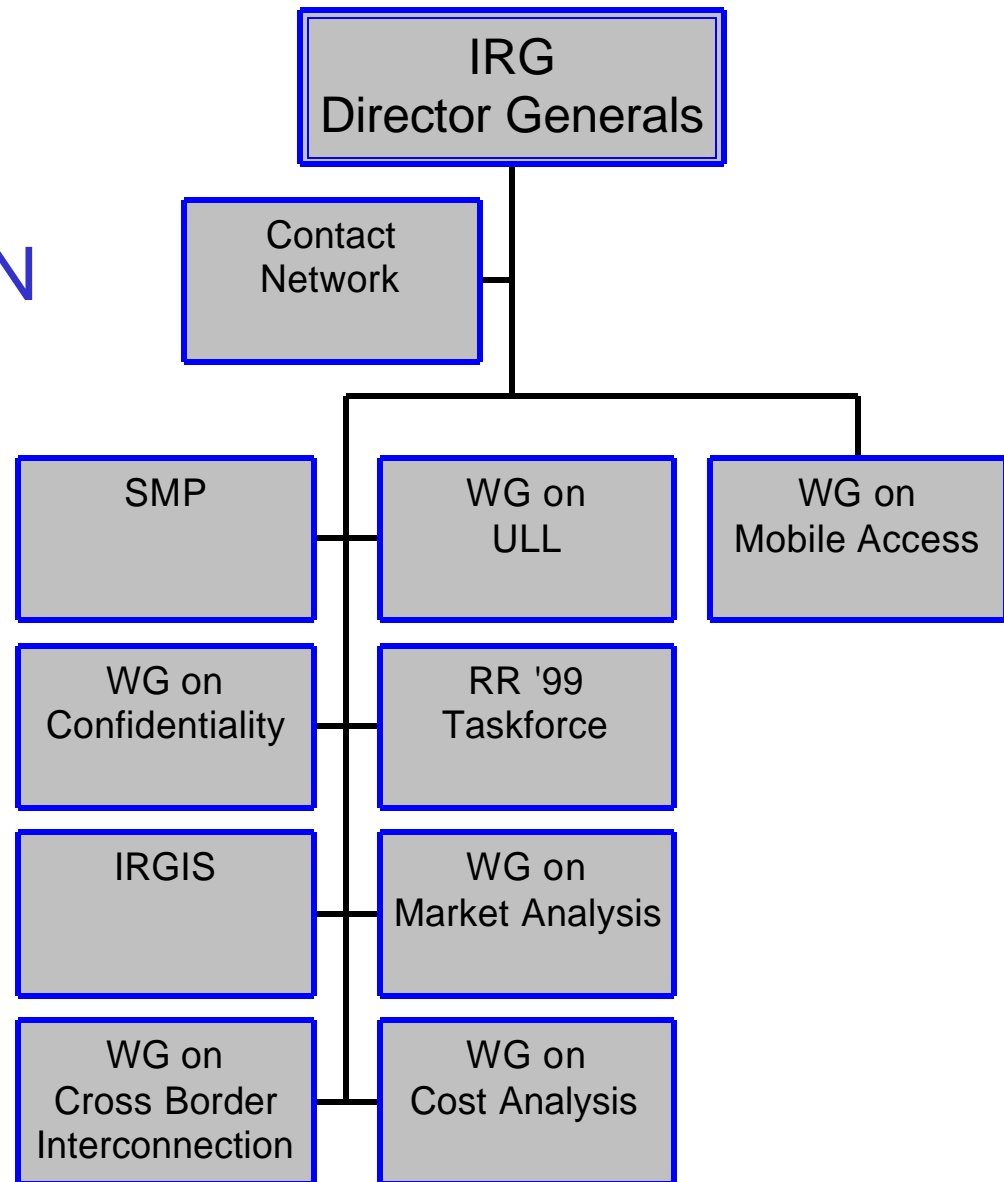 IRG
Director Generals
Contact
Network
N
SMP
WG on
ULL
WG on
Mobile Access
WG on
Confidentiality
RR '99
Taskforce
IRGIS
WG on
Market Analysis
WG on
Cross Border
Interconnection
WG on
Cost Analysis